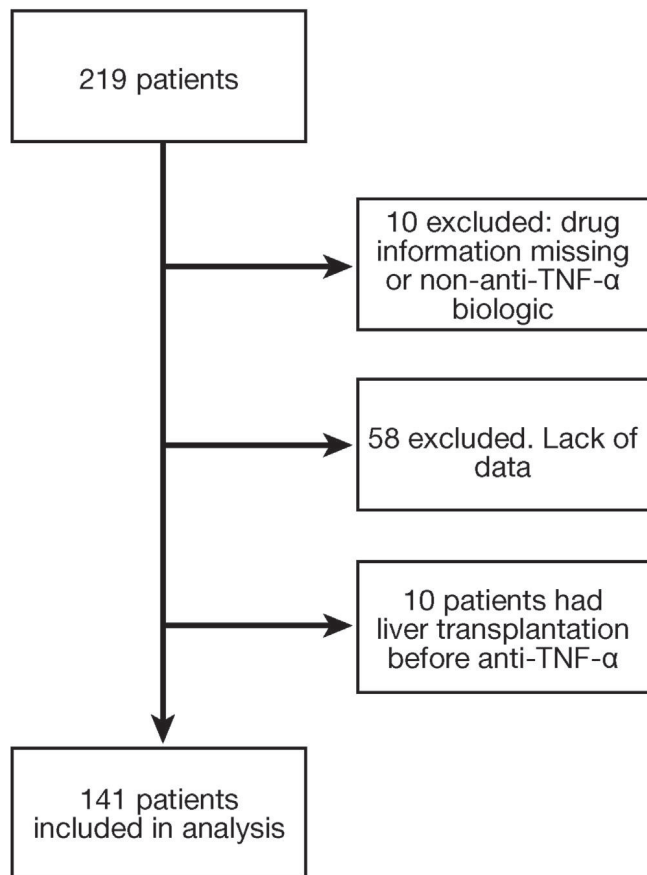 219 patients
10 excluded: drug
information missing
or non-anti-TNF-α
biologic
58 excluded. Lack of
data
10 patients had
liver transplantation
before anti-TNF-α
141 patients
included in analysis